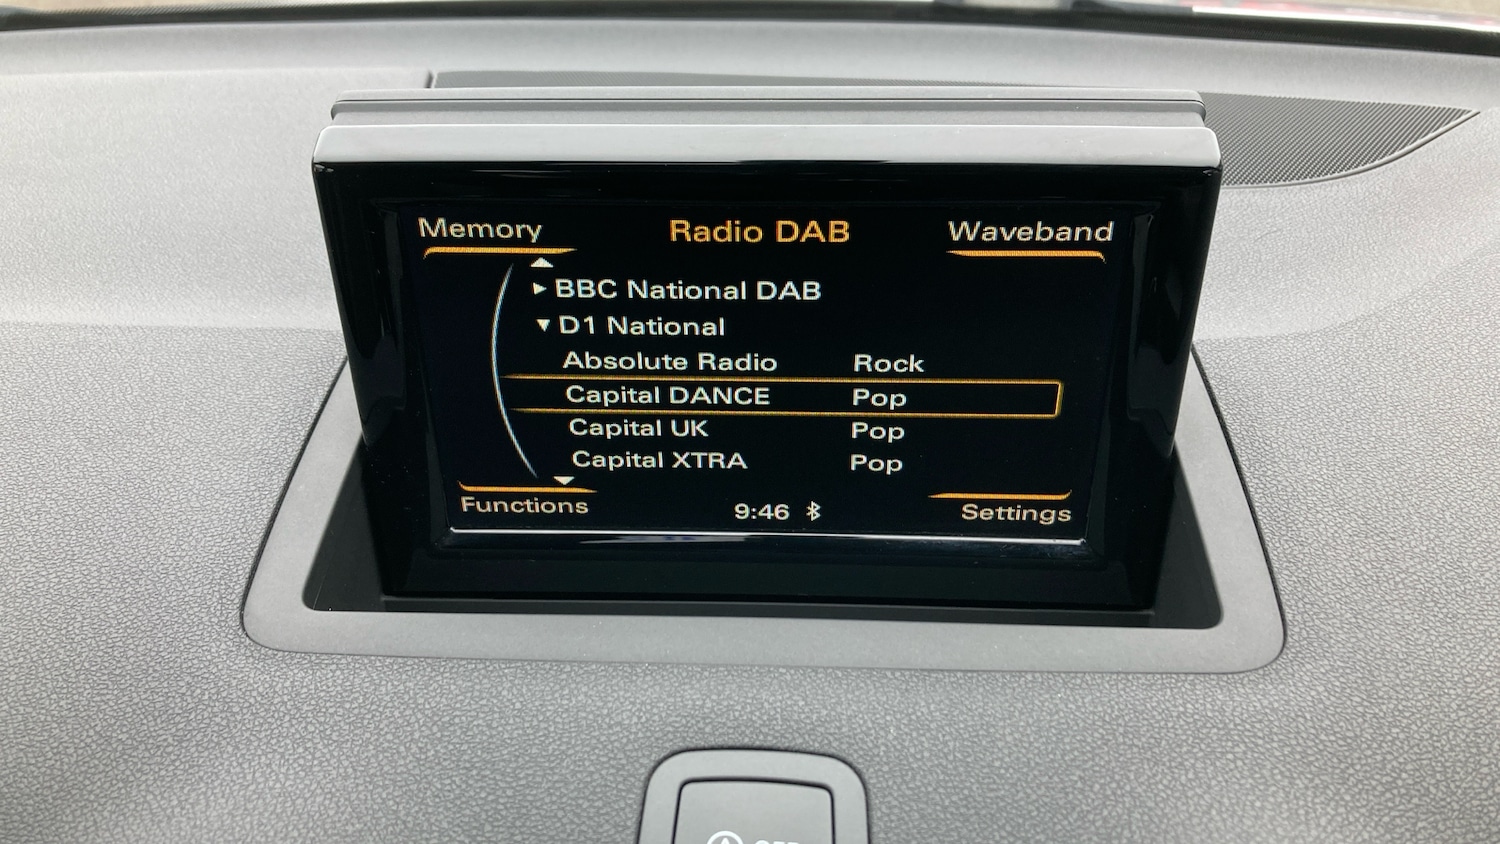 Memory Radio DAB Waveband
BBC National DAB
D1 National
Absolute Radio Rock
Capital DANCE Pop
Capital UK Pop
Capital XTRA Pop
Functions 9:46 Settings